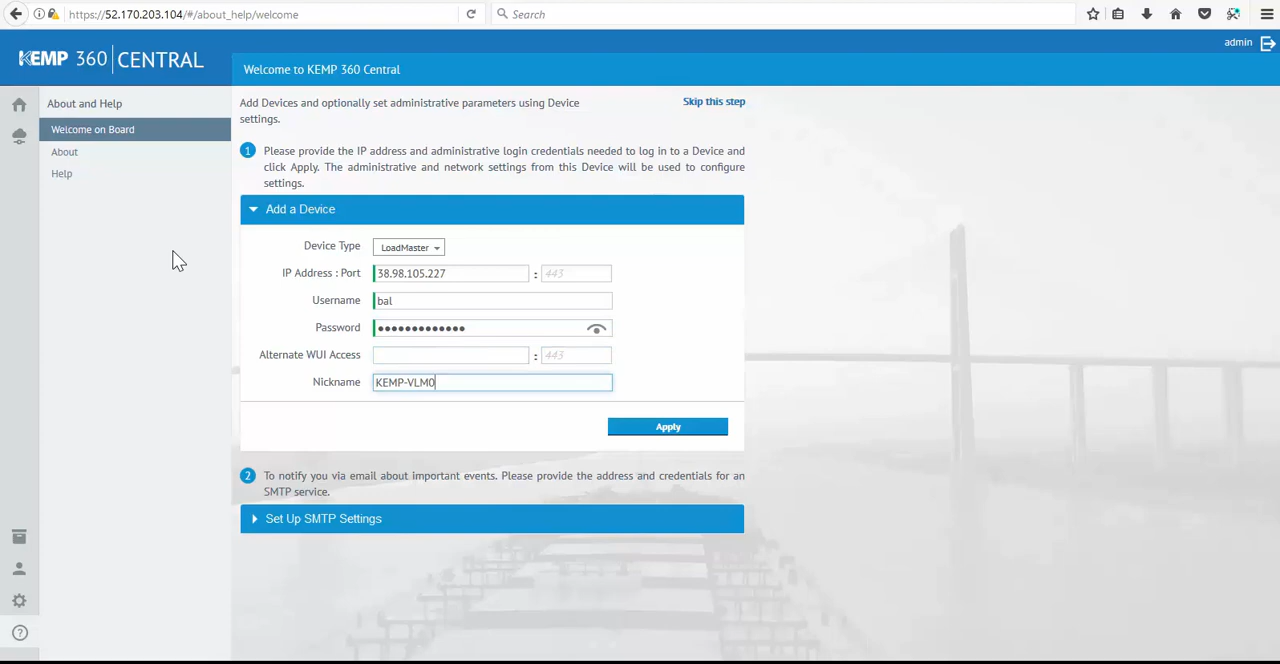 https://52.170.203.104/#/about_help/welcome
Search
KEMP 360 CENTRAL
Welcome to KEMP 360 Central
admin
About and Help
Welcome on Board
About
Help
Add Devices and optionally set administrative parameters using Device
settings.
Skip this step
1 Please provide the IP address and administrative login credentials needed to log in to a Device and
click Apply. The administrative and network settings from this Device will be used to configure
settings.
Add a Device
Device Type LoadMaster
IP Address : Port 38.98.105.227 : 443
Username bal
Password •••••••••••••
Alternate WUI Access : 443
Nickname KEMP-VLM0
Apply
2 To notify you via email about important events. Please provide the address and credentials for an
SMTP service.
Set Up SMTP Settings